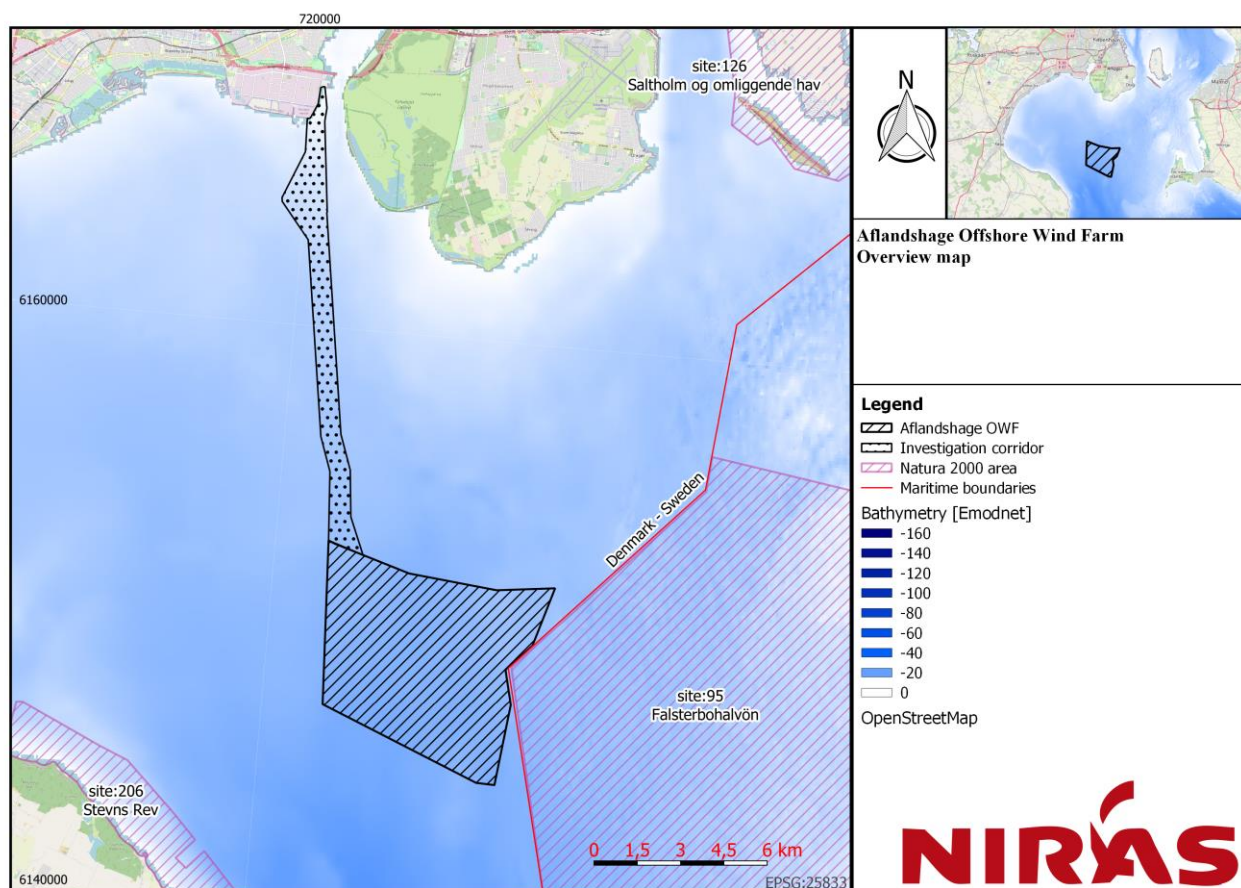 720000
site:126
Saltholm og omliggende hav
6160000
Denmark - Sweden
site:95
Falsterbohalvön
site:206
Stevns Rev
0 1,5 3 4,5 6 km
6140000
EPSG:25833
N
Aflandshage Offshore Wind Farm
Overview map
Legend
Aflandshage OWF
Investigation corridor
Natura 2000 area
Maritime boundaries
Bathymetry [Emodnet]
-160
-140
-120
-100
-80
-60
-40
-20
0
OpenStreetMap
NIRAS